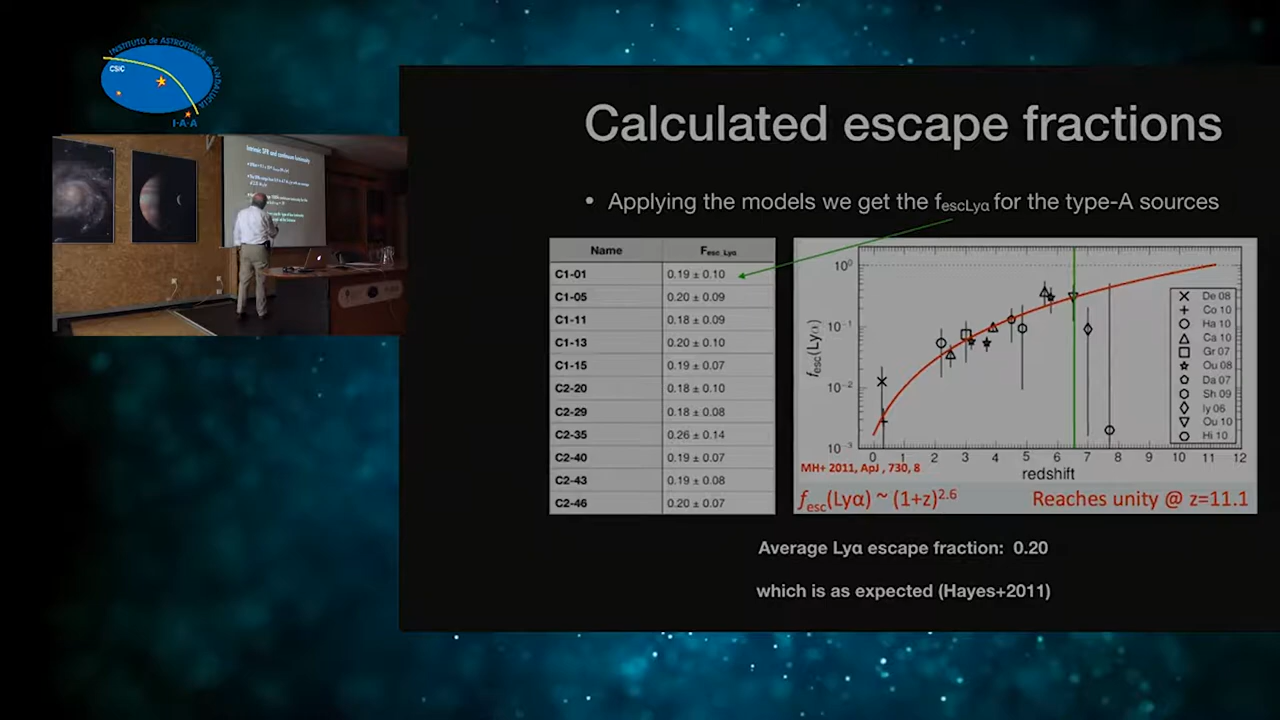 INSTITUTO de ASTROFISICA de ANDALUCIA
CSIC
I·A·A
Intrinsic SFR and continuum luminosity
Calculated escape fractions
• Applying the models we get the fescLyα for the type-A sources
Name Fesc_Lyα
C1-01 0.19 ± 0.10
C1-05 0.20 ± 0.09
C1-11 0.18 ± 0.09
C1-13 0.20 ± 0.10
C1-15 0.19 ± 0.07
C2-20 0.18 ± 0.10
C2-29 0.18 ± 0.08
C2-35 0.26 ± 0.14
C2-40 0.19 ± 0.07
C2-43 0.19 ± 0.08
C2-46 0.20 ± 0.07
fesc(Lyα)
10⁰
10⁻¹
10⁻²
10⁻³
0 1 2 3 4 5 6 7 8 9 10 11 12
redshift
De 08
Co 10
Ha 10
Ca 10
Gr 07
Ou 08
Da 07
Sh 09
Iy 06
Ou 10
Hi 10
MH+ 2011, ApJ , 730, 8
fesc(Lyα) ~ (1+z)2.6 Reaches unity @ z=11.1
Average Lyα escape fraction: 0.20
which is as expected (Hayes+2011)